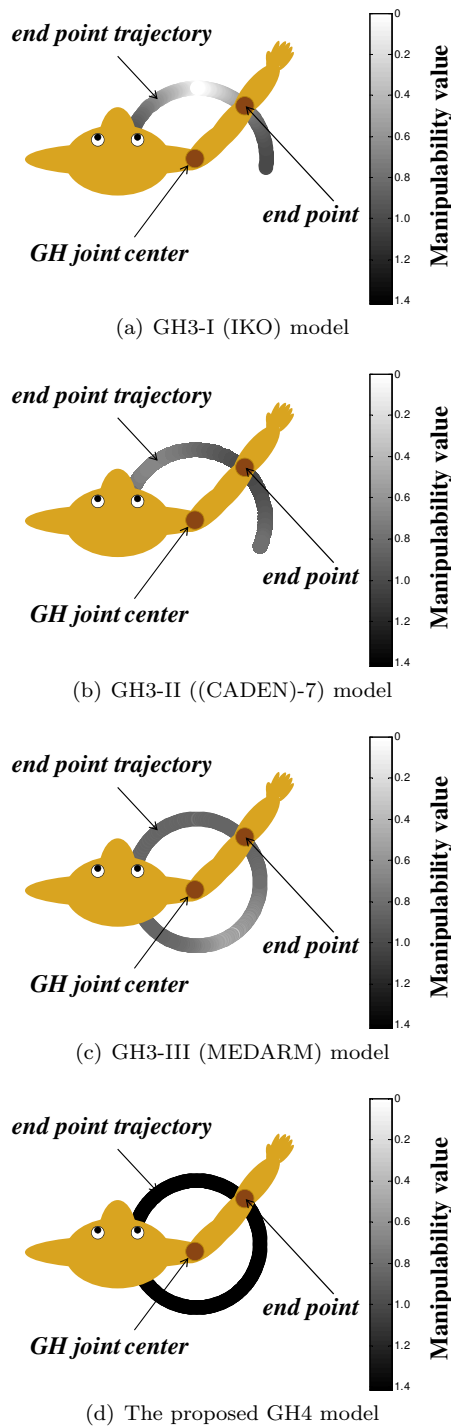 end point trajectory
end point
GH joint center
0
0.2
0.4
0.6
0.8
1.0
1.2
1.4
Manipulability value
(a) GH3-I (IKO) model
end point trajectory
end point
GH joint center
0
0.2
0.4
0.6
0.8
1.0
1.2
1.4
Manipulability value
(b) GH3-II ((CADEN)-7) model
end point trajectory
end point
GH joint center
0
0.2
0.4
0.6
0.8
1.0
1.2
1.4
Manipulability value
(c) GH3-III (MEDARM) model
end point trajectory
end point
GH joint center
0
0.2
0.4
0.6
0.8
1.0
1.2
1.4
Manipulability value
(d) The proposed GH4 model